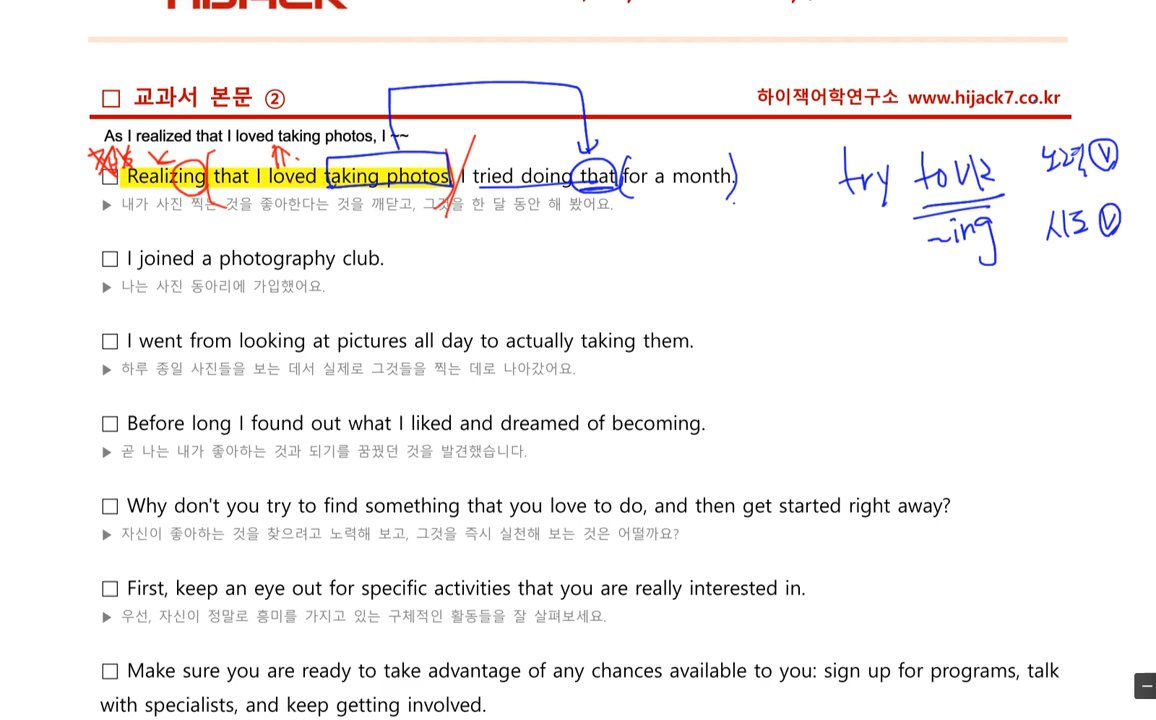 HIJACK
□ 교과서 본문 ②
하이잭어학연구소 www.hijack7.co.kr
As I realized that I loved taking photos, I ~~
□ Realizing that I loved taking photos, I tried doing that for a month.
▶ 내가 사진 찍는 것을 좋아한다는 것을 깨닫고, 그것을 한 달 동안 해 봤어요.
try to V
~ing
노력 V
시도 V
□ I joined a photography club.
▶ 나는 사진 동아리에 가입했어요.
□ I went from looking at pictures all day to actually taking them.
▶ 하루 종일 사진들을 보는 데서 실제로 그것들을 찍는 데로 나아갔어요.
□ Before long I found out what I liked and dreamed of becoming.
▶ 곧 나는 내가 좋아하는 것과 되기를 꿈꿨던 것을 발견했습니다.
□ Why don't you try to find something that you love to do, and then get started right away?
▶ 자신이 좋아하는 것을 찾으려고 노력해 보고, 그것을 즉시 실천해 보는 것은 어떨까요?
□ First, keep an eye out for specific activities that you are really interested in.
▶ 우선, 자신이 정말로 흥미를 가지고 있는 구체적인 활동들을 잘 살펴보세요.
□ Make sure you are ready to take advantage of any chances available to you: sign up for programs, talk
with specialists, and keep getting involved.